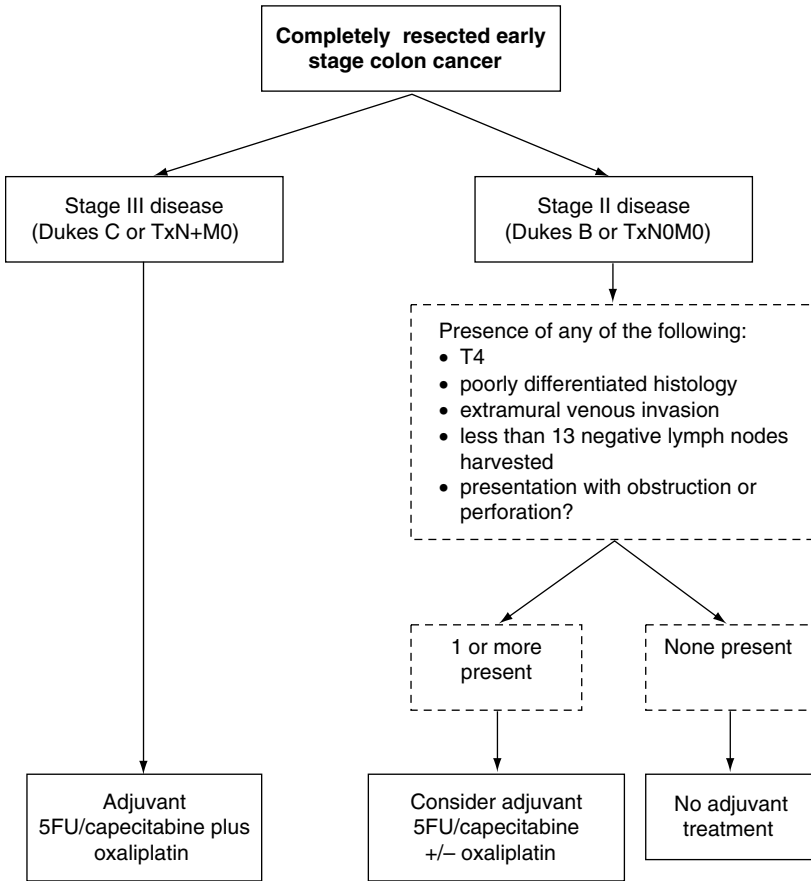 Completely resected early
stage colon cancer
Stage III disease
(Dukes C or TxN+M0)
Stage II disease
(Dukes B or TxN0M0)
Presence of any of the following:
• T4
• poorly differentiated histology
• extramural venous invasion
• less than 13 negative lymph nodes
harvested
• presentation with obstruction or
perforation?
1 or more
present
None present
Adjuvant
5FU/capecitabine plus
oxaliplatin
Consider adjuvant
5FU/capecitabine
+/– oxaliplatin
No adjuvant
treatment